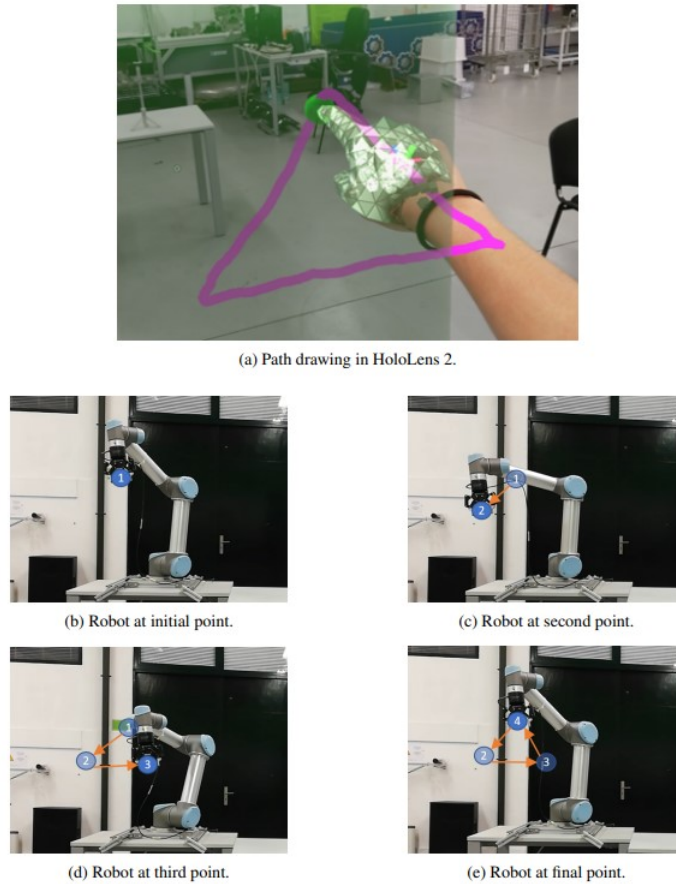 (a) Path drawing in HoloLens 2.
1
(b) Robot at initial point.
1
2
(c) Robot at second point.
1
2
3
(d) Robot at third point.
4
2
3
(e) Robot at final point.